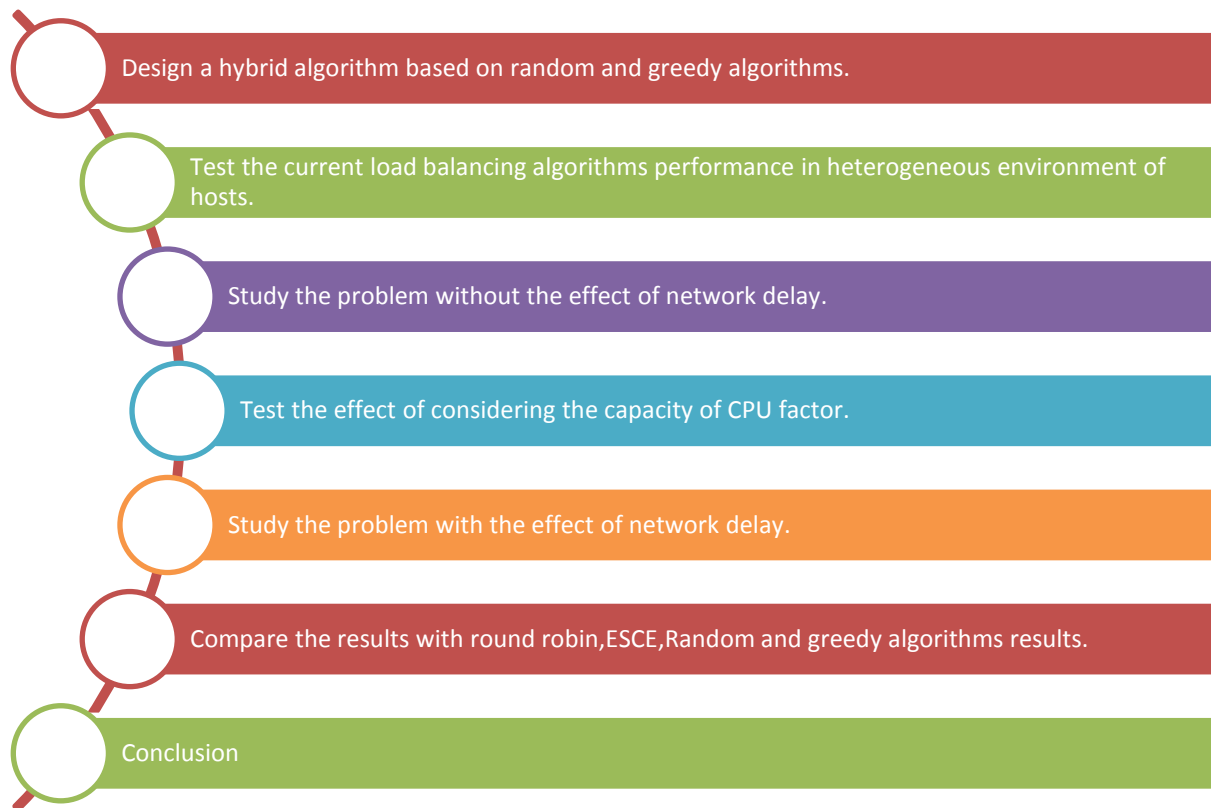 Design a hybrid algorithm based on random and greedy algorithms.
Test the current load balancing algorithms performance in heterogeneous environment of
hosts.
Study the problem without the effect of network delay.
Test the effect of considering the capacity of CPU factor.
Study the problem with the effect of network delay.
Compare the results with round robin,ESCE,Random and greedy algorithms results.
Conclusion